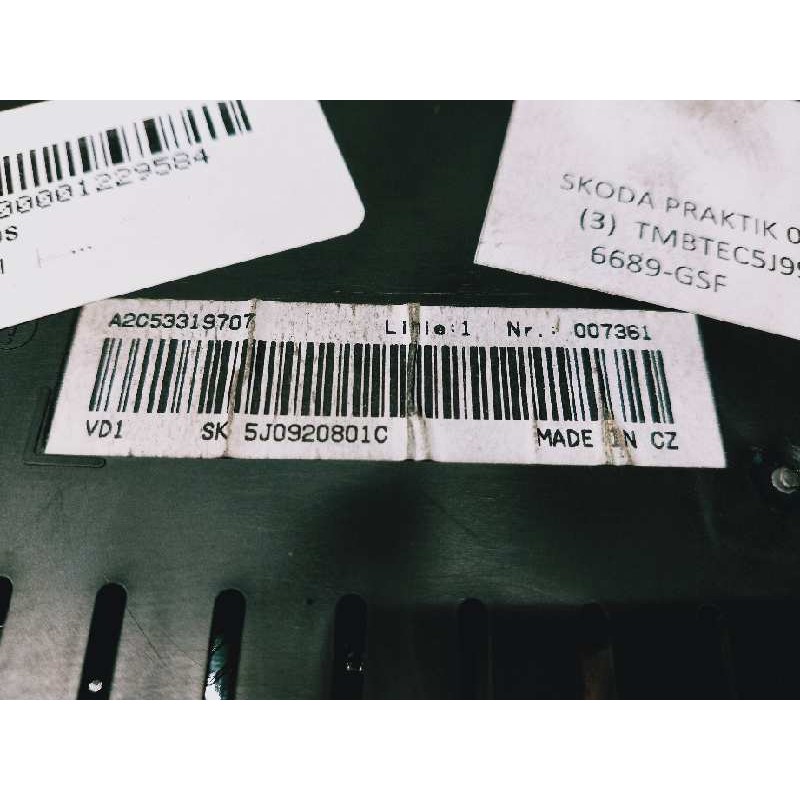 00001229584
SKODA PRAKTIK
(3) TMBTEC5J9
6689-GSF
A2C53319707 Linie:1 Nr.: 007361
VD1 SK 5J0920801C MADE IN CZ